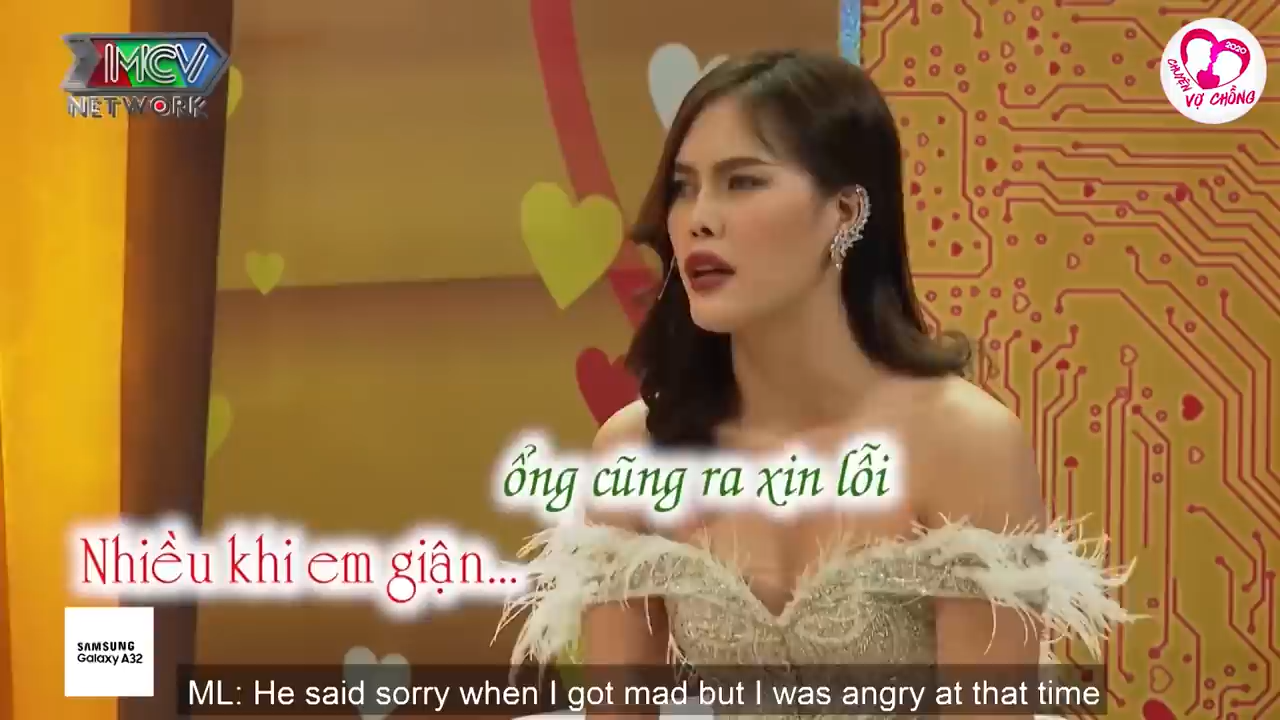 MCV
NETWORK
2020
CHUYỆN
VỢ CHỒNG
ổng cũng ra xin lỗi
Nhiều khi em giận...
SAMSUNG
Galaxy A32
ML: He said sorry when I got mad but I was angry at that time